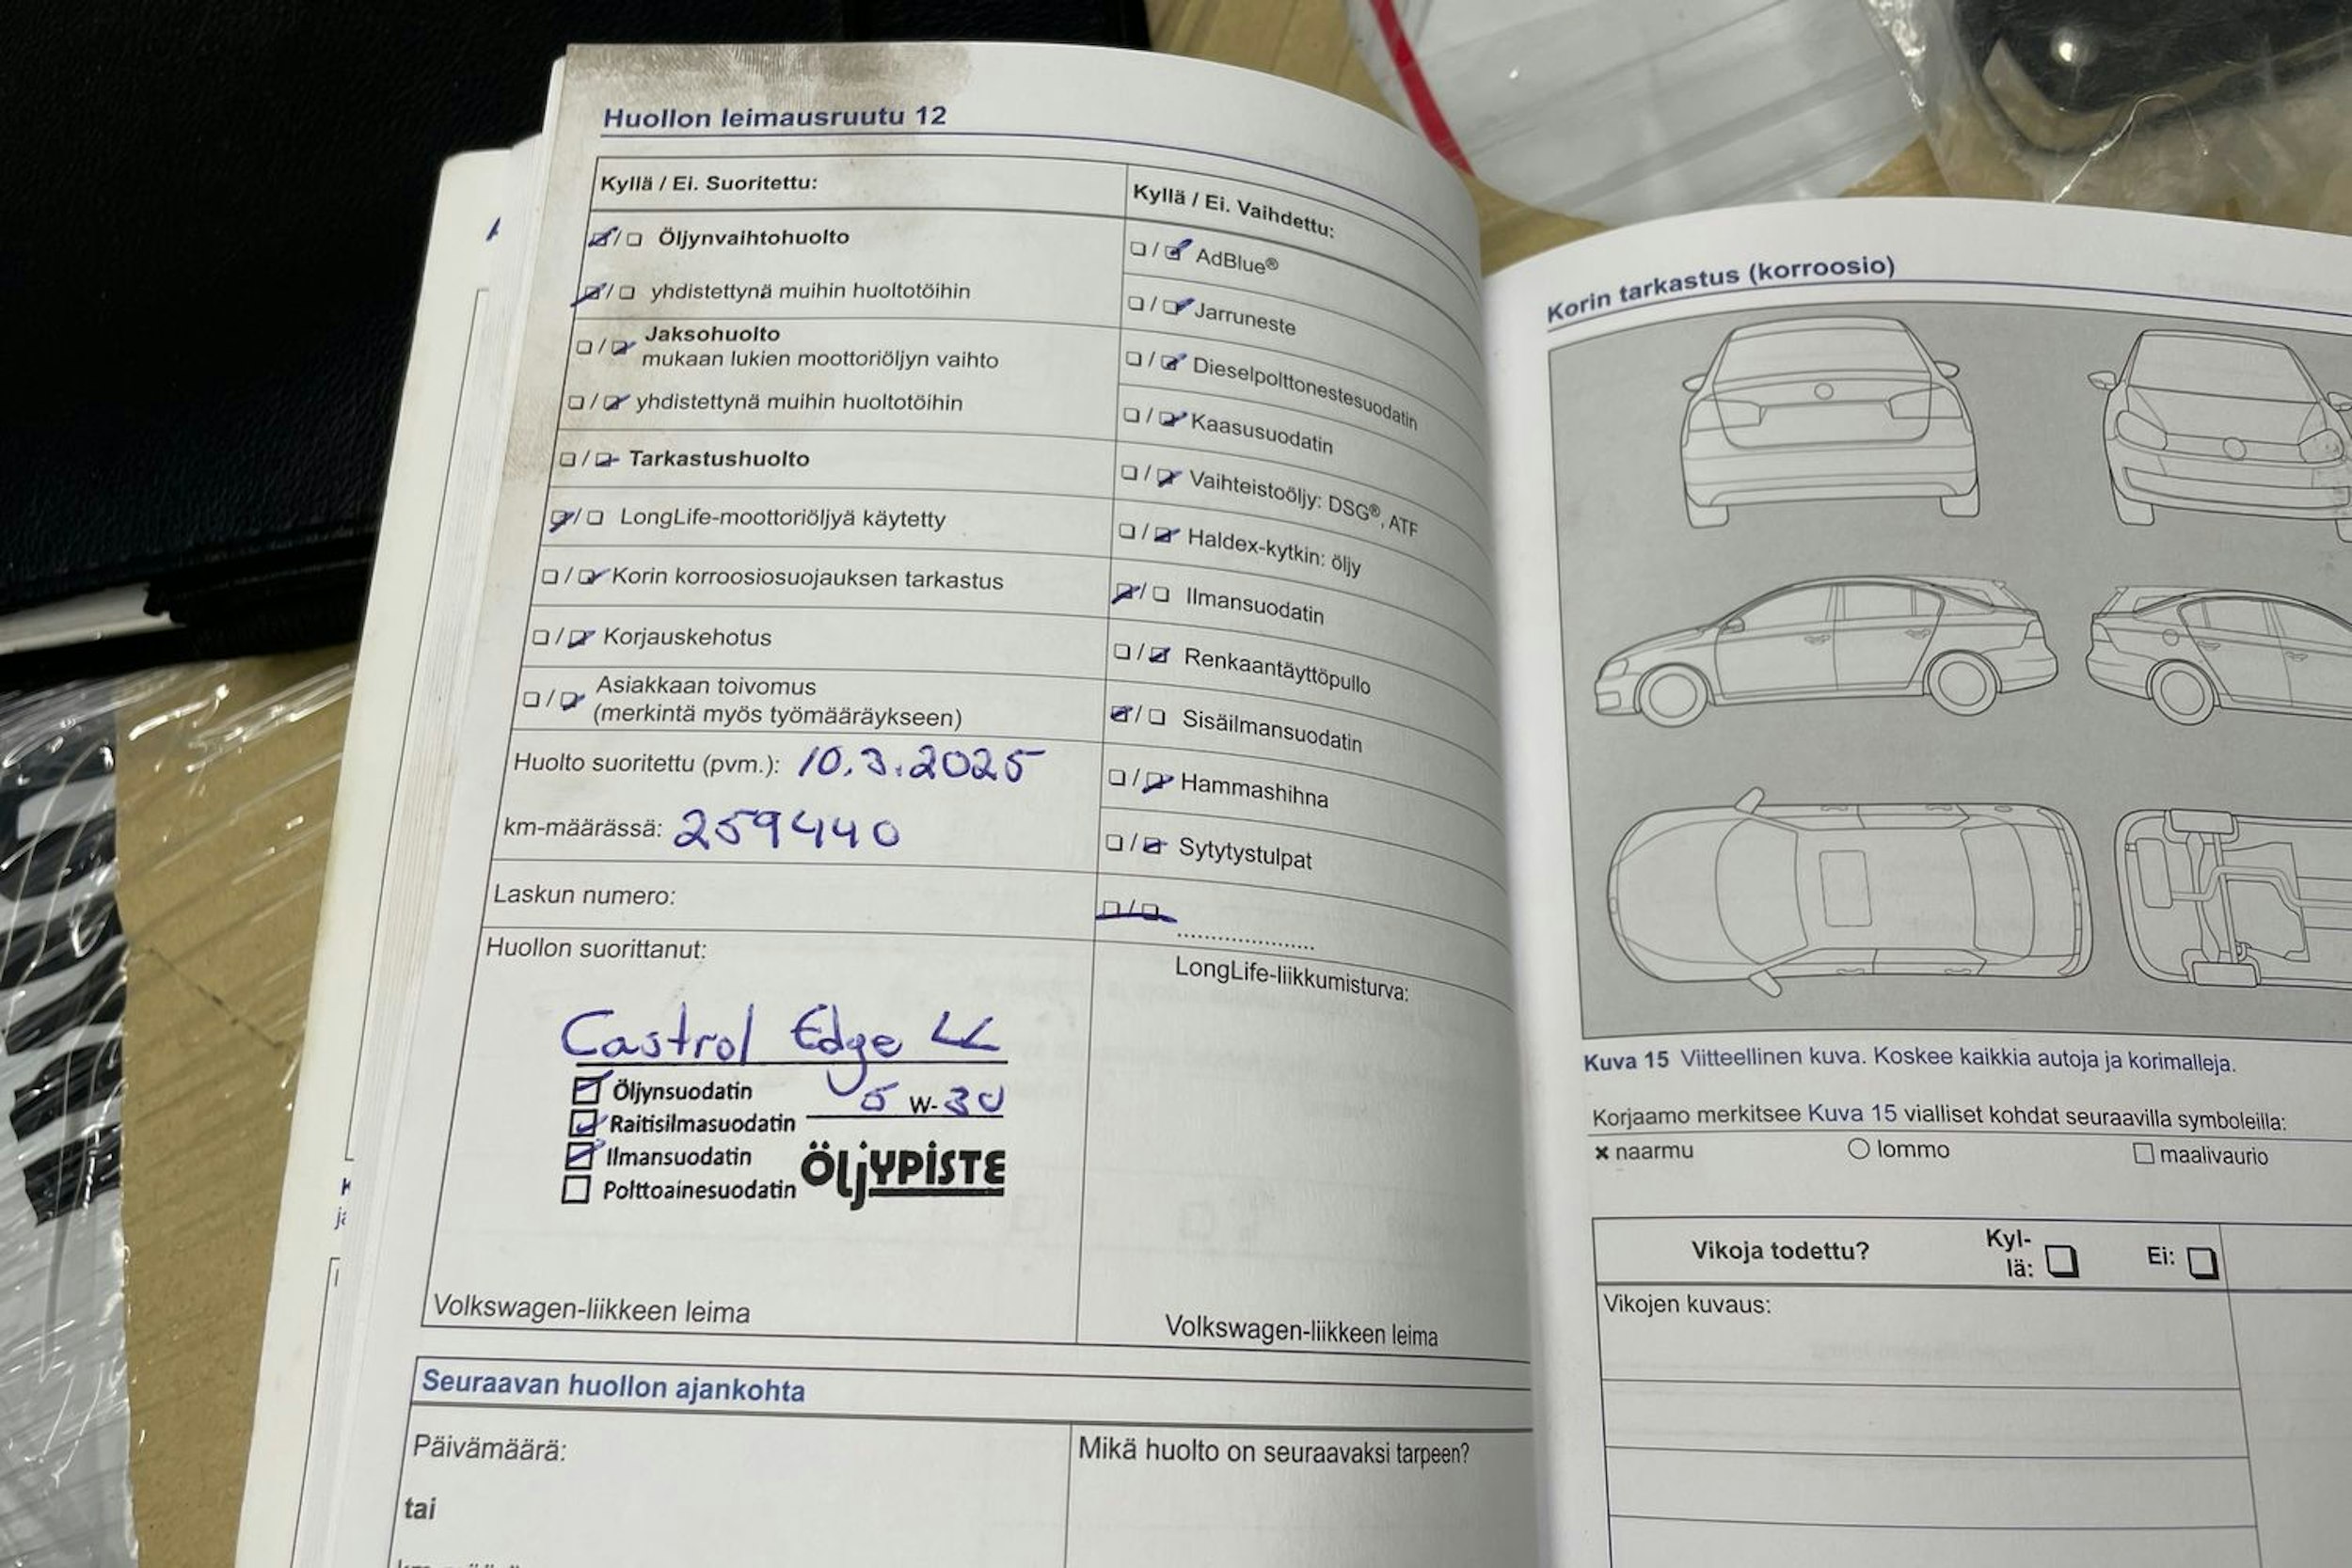 Huollon leimausruutu 12
Kyllä / Ei. Suoritettu:
Öljynvaihtohuolto
yhdistettynä muihin huoltotöihin
Jaksohuolto
mukaan lukien moottoriöljyn vaihto
yhdistettynä muihin huoltotöihin
Tarkastushuolto
LongLife-moottoriöljyä käytetty
Korin korroosiosuojauksen tarkastus
Korjauskehotus
Asiakkaan toivomus
(merkintä myös työmääräykseen)
Huolto suoritettu (pvm.): 10.3.2025
km-määrässä: 259440
Laskun numero:
Huollon suorittanut:
Castrol Edge LL
Öljynsuodatin 5 W-30
Raitisilmasuodatin
Ilmansuodatin
Polttoainesuodatin
ÖljYPiSTE
Volkswagen-liikkeen leima
Kyllä / Ei. Vaihdettu:
AdBlue®
Jarruneste
Dieselpolttonestesuodatin
Kaasusuodatin
Vaihteistoöljy: DSG®, ATF
Haldex-kytkin: öljy
Ilmansuodatin
Renkaantäyttöpullo
Sisäilmansuodatin
Hammashihna
Sytytystulpat
LongLife-liikkumisturva:
Volkswagen-liikkeen leima
Seuraavan huollon ajankohta
Päivämäärä:
tai
Mikä huolto on seuraavaksi tarpeen?
Korin tarkastus (korroosio)
Kuva 15 Viitteellinen kuva. Koskee kaikkia autoja ja korimalleja.
Korjaamo merkitsee Kuva 15 vialliset kohdat seuraavilla symboleilla:
× naarmu
lommo
maalivaurio
Vikoja todettu?
Kyl-
lä:
Ei:
Vikojen kuvaus: